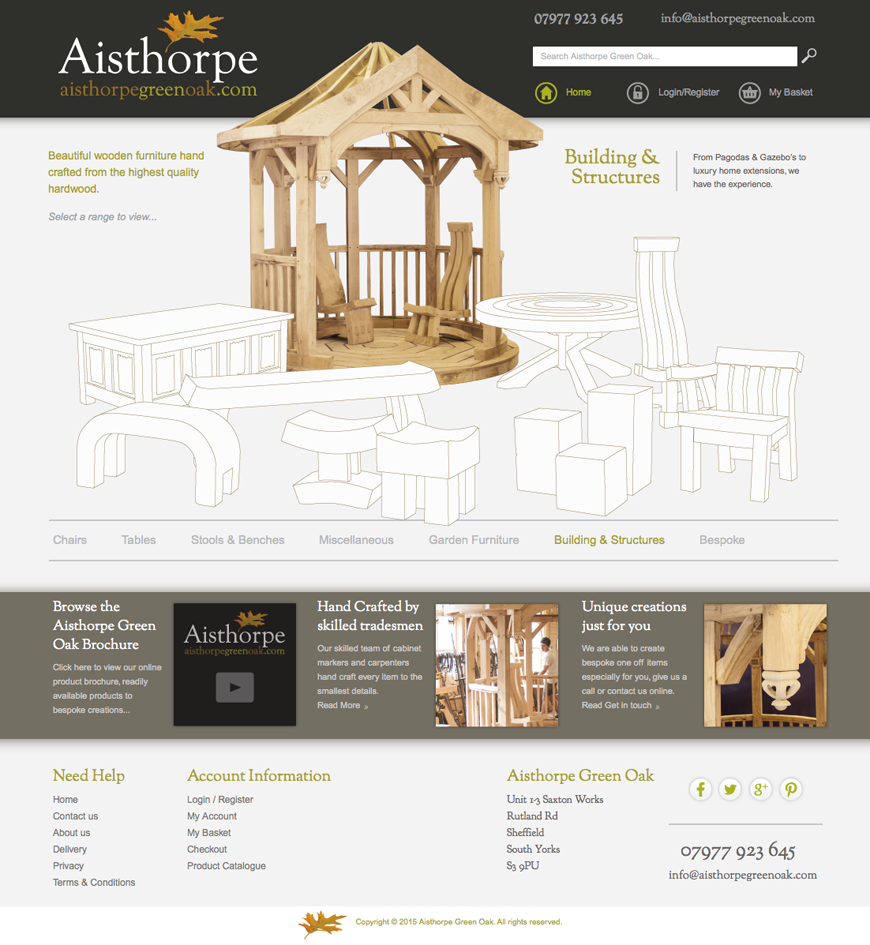 Aisthorpe
aisthorpegreenoak.com
07977 923 645
info@aisthorpegreenoak.com
Search Aisthorpe Green Oak...
Home
Login/Register
My Basket
Beautiful wooden furniture hand
crafted from the highest quality
hardwood.
Select a range to view...
Building &
Structures
From Pagodas & Gazebo's to
luxury home extensions, we
have the experience.
Chairs
Tables
Stools & Benches
Miscellaneous
Garden Furniture
Building & Structures
Bespoke
Browse the
Aisthorpe Green
Oak Brochure
Click here to view our online
product brochure, readily
available products to
bespoke creations...
Aisthorpe
aisthorpegreenoak.com
Hand Crafted by
skilled tradesmen
Our skilled team of cabinet
markers and carpenters
hand craft every item to the
smallest details.
Read More »
Unique creations
just for you
We are able to create
bespoke one off items
especially for you, give us a
call or contact us online.
Read Get in touch »
Need Help
Home
Contact us
About us
Delivery
Privacy
Terms & Conditions
Account Information
Login / Register
My Account
My Basket
Checkout
Product Catalogue
Aisthorpe Green Oak
Unit 1-3 Saxton Works
Rutland Rd
Sheffield
South Yorks
S3 9PU
07977 923 645
info@aisthorpegreenoak.com
Copyright © 2015 Aisthorpe Green Oak. All rights reserved.